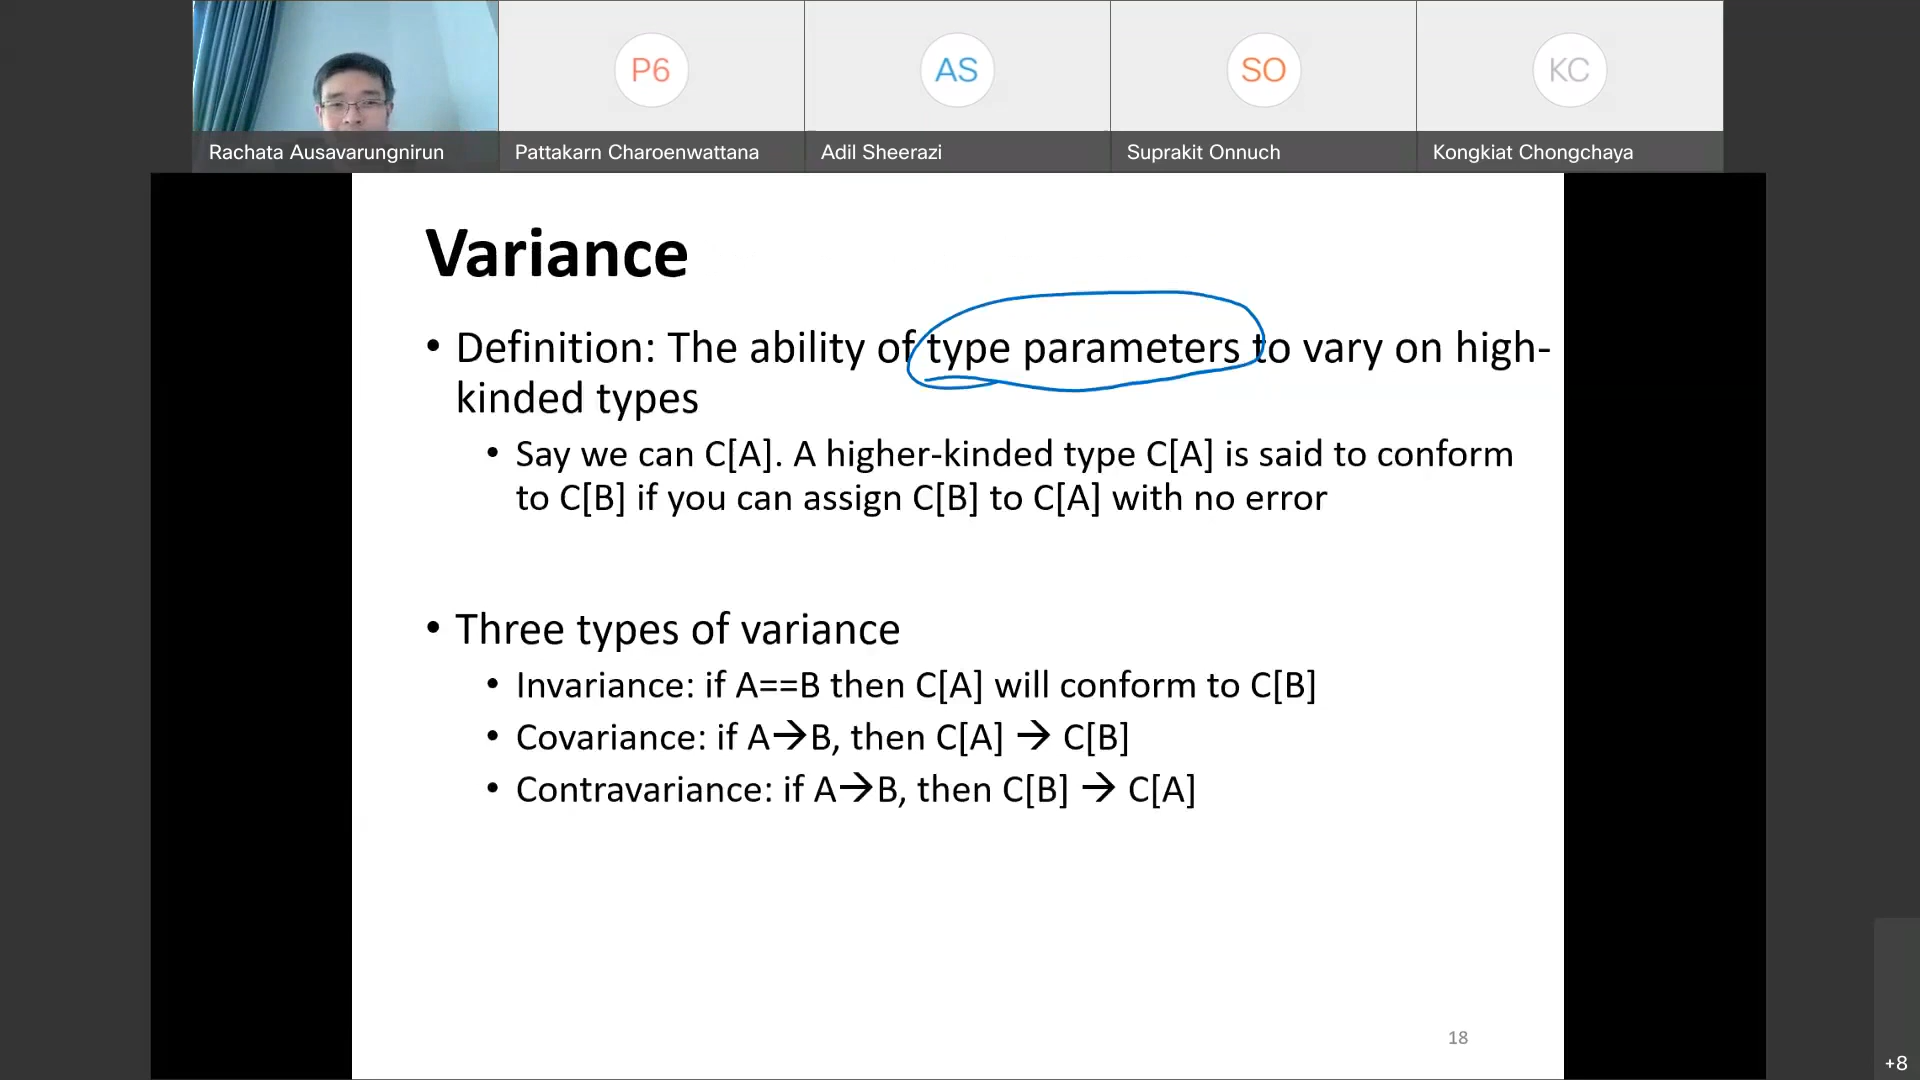 P6
AS
SO
KC
Rachata Ausavarungnirun
Pattakarn Charoenwattana
Adil Sheerazi
Suprakit Onnuch
Kongkiat Chongchaya
Variance
• Definition: The ability of type parameters to vary on high-
kinded types
• Say we can C[A]. A higher-kinded type C[A] is said to conform
to C[B] if you can assign C[B] to C[A] with no error
• Three types of variance
• Invariance: if A==B then C[A] will conform to C[B]
• Covariance: if A→B, then C[A] → C[B]
• Contravariance: if A→B, then C[B] → C[A]
18
+8